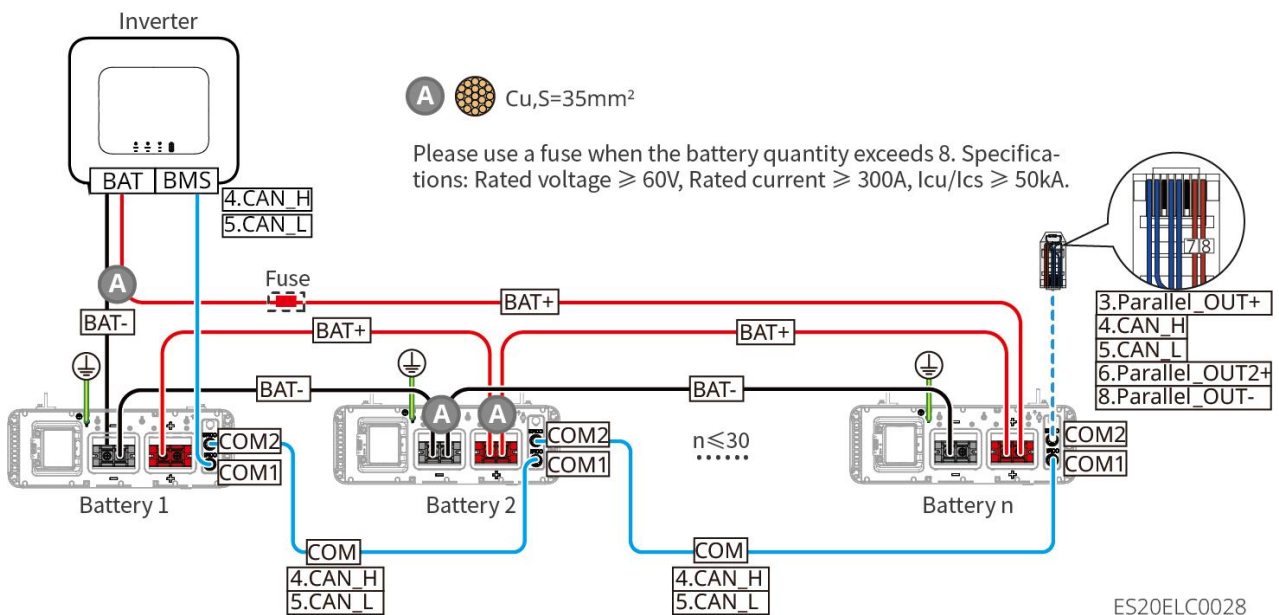 Inverter
BAT
BMS
4.CAN_H
5.CAN_L
A
Cu,S=35mm²
Please use a fuse when the battery quantity exceeds 8. Specifica-
tions: Rated voltage ≥ 60V, Rated current ≥ 300A, Icu/Ics ≥ 50kA.
7 8
3.Parallel_OUT+
4.CAN_H
5.CAN_L
6.Parallel_OUT2+
8.Parallel_OUT-
A
Fuse
BAT+
BAT-
BAT+
BAT+
BAT-
BAT-
A
A
COM2
COM1
COM2
COM1
n≤30
COM2
COM1
Battery 1
Battery 2
Battery n
COM
4.CAN_H
5.CAN_L
COM
4.CAN_H
5.CAN_L
ES20ELC0028